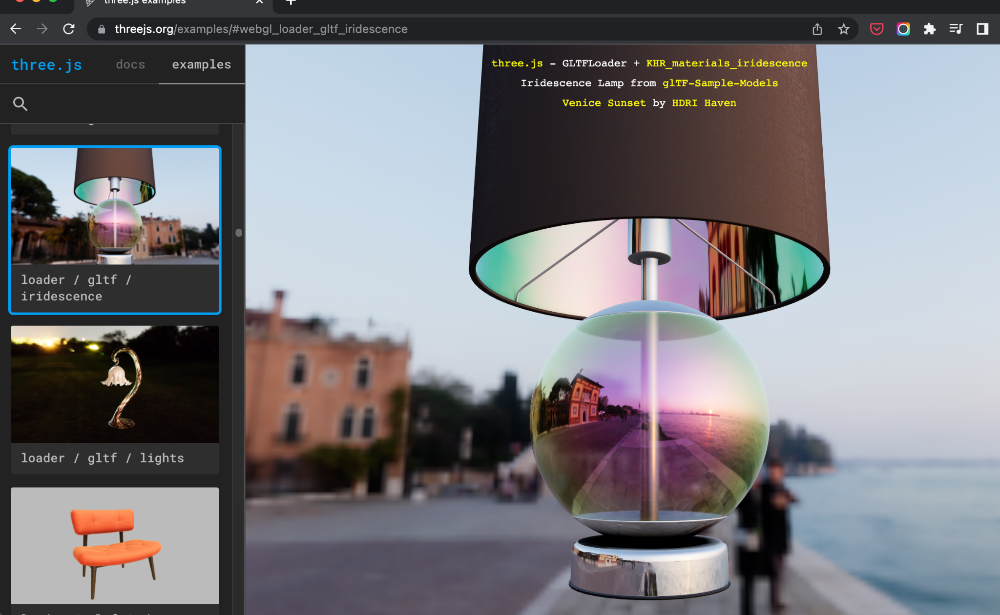 three.js examples
threejs.org/examples/#webgl_loader_gltf_iridescence
three.js docs examples
loader / gltf /
iridescence
loader / gltf / lights
three.js - GLTFLoader + KHR_materials_iridescence
Iridescence Lamp from glTF-Sample-Models
Venice Sunset by HDRI Haven